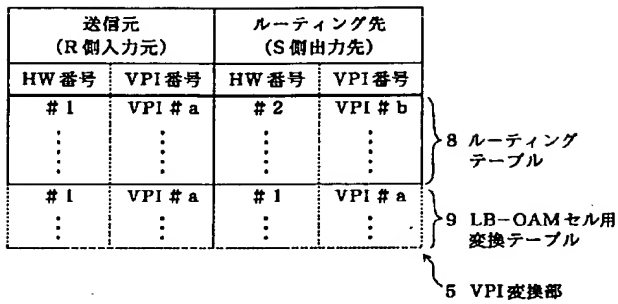 送信元 ルーティング先
(R側入力元) (S側出力先)
HW番号 VPI番号 HW番号 VPI番号
#1 VPI#a #2 VPI#b
8 ルーティング
テーブル
#1 VPI#a #1 VPI#a
9 LB-OAMセル用
変換テーブル
5 VPI変換部